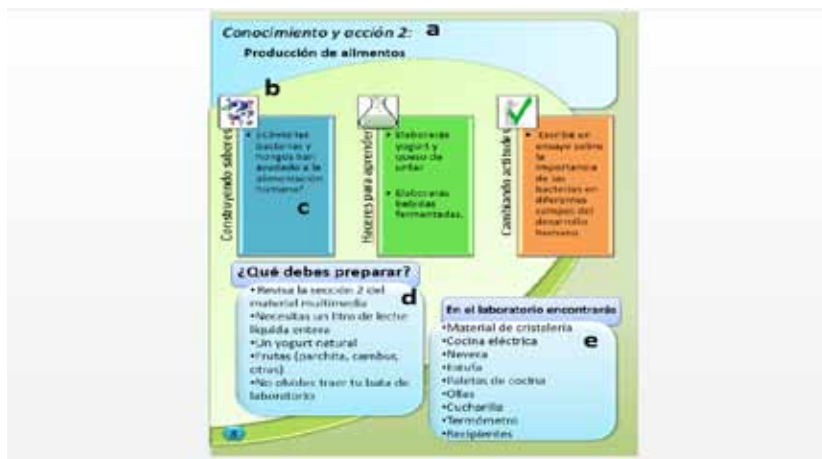 Conocimiento y acción 2: a
Producción de alimentos
b
Construyendo saberes
• ¿Cómo las
bacterias y
hongos han
ayudado a la
alimentación
humana?
c
Haceres para aprender
• Elaborarás
yogurt y
queso de
untar
• Elaborarás
bebidas
fermentadas.
Cambiando actitudes
• Escribe un
ensayo sobre
la
importancia
de las
bacterias en
diferentes
campos del
desarrollo
humano.
¿Qué debes preparar?
•Revisa la sección 2 del
material multimedia
d
•Necesitas un litro de leche
líquida entera
•Un yogurt natural
•Frutas (parchita, cambur,
otras)
•No olvides traer tu bata de
laboratorio
En el laboratorio encontrarás
•Material de cristalería
•Cocina eléctrica
e
•Nevera
•Estufa
•Paletas de cocina
•Ollas
•Cucharilla
•Termómetro
•Recipientes